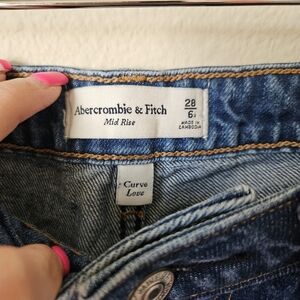 Abercrombie & Fitch
Mid Rise
28
6
MADE IN
CAMBODIA
Curve
Love